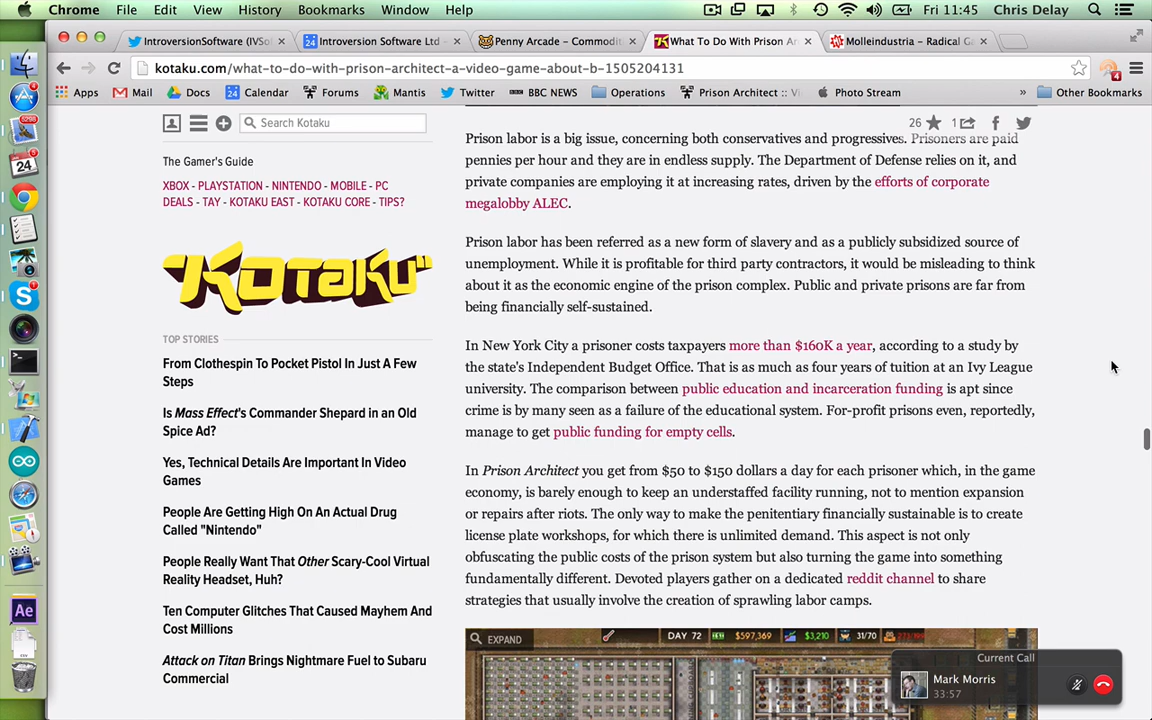 Chrome File Edit View History Bookmarks Window Help Fri 11:45 Chris Delay
IntroversionSoftware (IVSo
24 Introversion Software Ltd -
Penny Arcade – Commodit
What To Do With Prison Ar
Molleindustria – Radical Ga
kotaku.com/what-to-do-with-prison-architect-a-video-game-about-b-1505204131
4
Apps Mail Docs 24 Calendar Forums Mantis Twitter BBC NEWS Operations Prison Architect :: Vi Photo Stream » Other Bookmarks
Search Kotaku
26 1
The Gamer's Guide
XBOX - PLAYSTATION - NINTENDO - MOBILE - PC
DEALS - TAY - KOTAKU EAST - KOTAKU CORE - TIPS?
KOTAKU
TOP STORIES
From Clothespin To Pocket Pistol In Just A Few
Steps
Is Mass Effect's Commander Shepard in an Old
Spice Ad?
Yes, Technical Details Are Important In Video
Games
People Are Getting High On An Actual Drug
Called "Nintendo"
People Really Want That Other Scary-Cool Virtual
Reality Headset, Huh?
Ten Computer Glitches That Caused Mayhem And
Cost Millions
Attack on Titan Brings Nightmare Fuel to Subaru
Commercial
Prison labor is a big issue, concerning both conservatives and progressives. Prisoners are paid
pennies per hour and they are in endless supply. The Department of Defense relies on it, and
private companies are employing it at increasing rates, driven by the efforts of corporate
megalobby ALEC.
Prison labor has been referred as a new form of slavery and as a publicly subsidized source of
unemployment. While it is profitable for third party contractors, it would be misleading to think
about it as the economic engine of the prison complex. Public and private prisons are far from
being financially self-sustained.
In New York City a prisoner costs taxpayers more than $160K a year, according to a study by
the state's Independent Budget Office. That is as much as four years of tuition at an Ivy League
university. The comparison between public education and incarceration funding is apt since
crime is by many seen as a failure of the educational system. For-profit prisons even, reportedly,
manage to get public funding for empty cells.
In Prison Architect you get from $50 to $150 dollars a day for each prisoner which, in the game
economy, is barely enough to keep an understaffed facility running, not to mention expansion
or repairs after riots. The only way to make the penitentiary financially sustainable is to create
license plate workshops, for which there is unlimited demand. This aspect is not only
obfuscating the public costs of the prison system but also turning the game into something
fundamentally different. Devoted players gather on a dedicated reddit channel to share
strategies that usually involve the creation of sprawling labor camps.
EXPAND
DAY 72 $597,369 $3,210 31/70
Current Call
Mark Morris
33:57
24
Ae